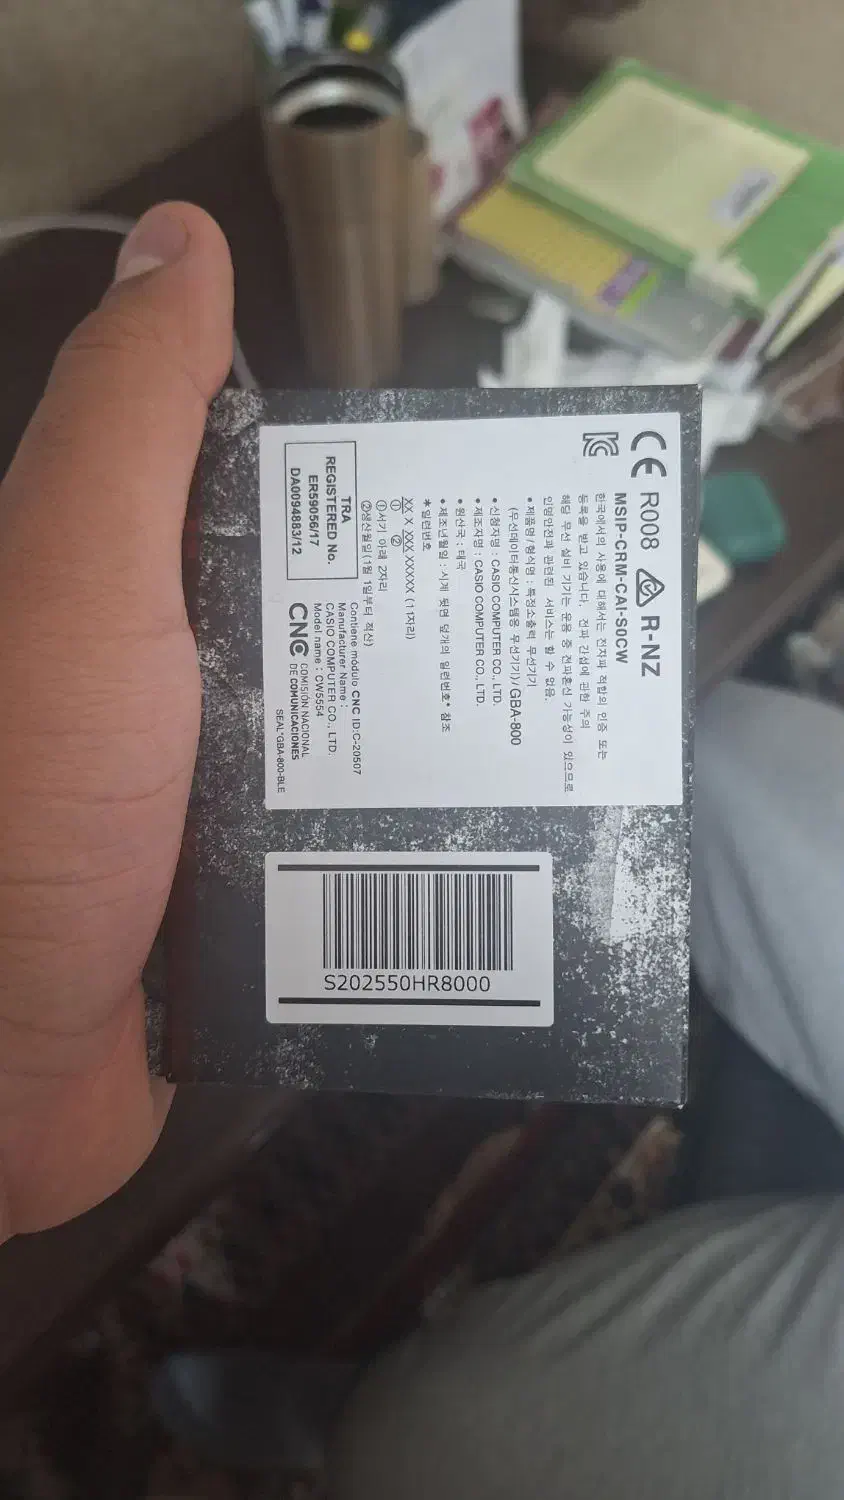 CE R008 R-NZ
MSIP-CRM-CAI-S0CW
한국에서의 사용에 대해서는 전자파 적합의 인증 또는
등록을 받고 있습니다. 전파 간섭에 관한 주의
해당 무선 설비 기기는 운용 중 전파혼신 가능성이 있으므로
인명안전과 관련된 서비스는 할 수 없음.
• 제품명 / 형식명 : 특정소출력 무선기기
(무선데이터통신시스템용 무선기기) / GBA-800
• 신청자명 : CASIO COMPUTER CO., LTD.
• 제조자명 : CASIO COMPUTER CO., LTD.
• 원산국 : 태국
• 제조년월일 : 시계 뒷면 덮개의 일련번호* 참조
*일련번호
XX X XXX XXXXX (11자리)
① ②
①서기 아래 2자리
②생산월일 (1월 1일부터 적산)
TRA
REGISTERED No.
ER59056/17
DA0094883/12
Contiene módulo CNC ID:C-20507
Manufacturer Name :
CASIO COMPUTER CO., LTD.
Model name : CW5554
CNC COMISIÓN NACIONAL
DE COMUNICACIONES
SEAL*GBA-800-BLE
S202550HR8000